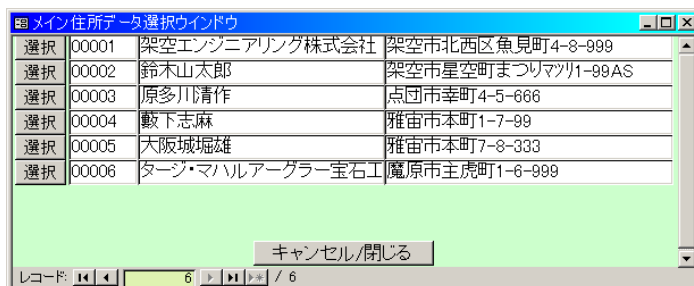 メイン住所データ選択ウインドウ
選択 00001 架空エンジニアリング株式会社 架空市北西区魚見町4-8-999
選択 00002 鈴木山太郎 架空市星空町まつりマツリ1-99AS
選択 00003 原多川清作 点団市幸町4-5-666
選択 00004 藪下志麻 雅宙市本町1-7-99
選択 00005 大阪城堀雄 雅宙市本町7-8-333
選択 00006 タージ・マハルアーグラー宝石工 魔原市主虎町1-6-999
キャンセル/閉じる
レコード: 6 / 6